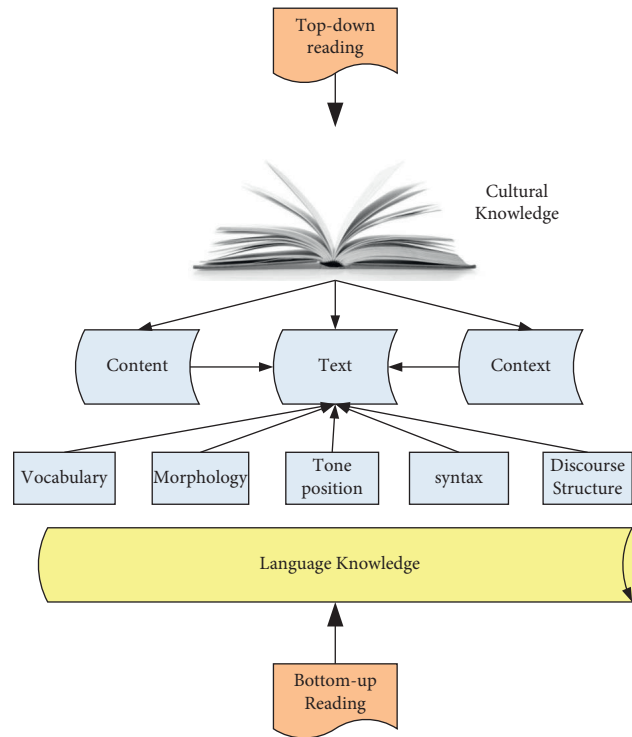 Top-down
reading
Cultural
Knowledge
Content
Text
Context
Vocabulary
Morphology
Tone
position
syntax
Discourse
Structure
Language Knowledge
Bottom-up
Reading